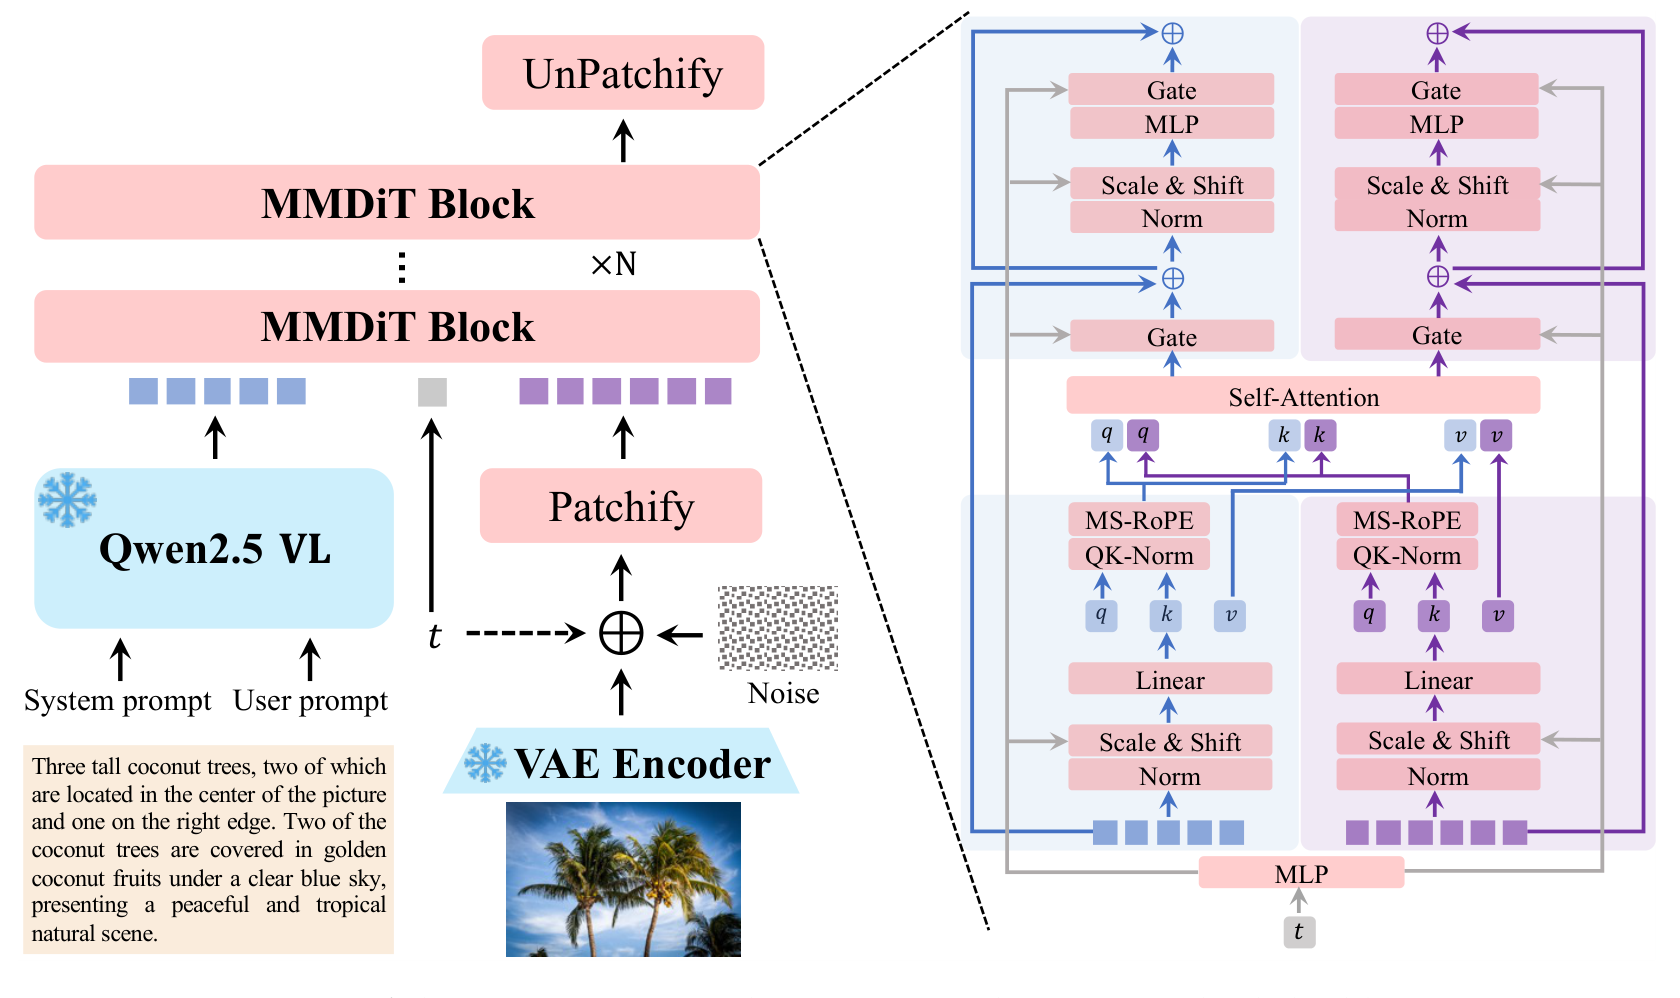 UnPatchify
MMDiT Block
×N
MMDiT Block
Patchify
Qwen2.5 VL
t
Noise
System prompt
User prompt
VAE Encoder
Three tall coconut trees, two of which
are located in the center of the picture
and one on the right edge. Two of the
coconut trees are covered in golden
coconut fruits under a clear blue sky,
presenting a peaceful and tropical
natural scene.
Gate
MLP
Scale & Shift
Norm
Gate
Gate
MLP
Scale & Shift
Norm
Gate
Self-Attention
q q k k v v
MS-RoPE
QK-Norm
q k v
Linear
Scale & Shift
Norm
MS-RoPE
QK-Norm
q k v
Linear
Scale & Shift
Norm
MLP
t